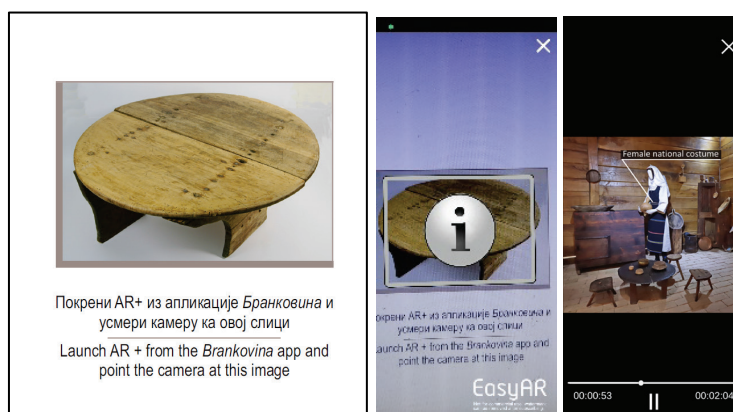 Покрени AR+ из апликације Бранковина и
усмери камеру ка овој слици
Launch AR + from the Brankovina app and
point the camera at this image
i
окрени AR+ из апликације Бранковина и
усмери камеру ка овој слици
aunch AR + from the Brankovina app and
point the camera at this image
EasyAR
Female national costume
00:00:53
00:02:04